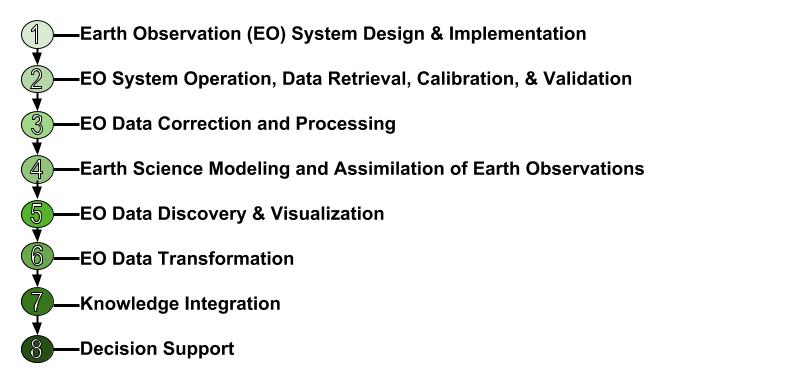 1 Earth Observation (EO) System Design & Implementation
2 EO System Operation, Data Retrieval, Calibration, & Validation
3 EO Data Correction and Processing
4 Earth Science Modeling and Assimilation of Earth Observations
5 EO Data Discovery & Visualization
6 EO Data Transformation
7 Knowledge Integration
8 Decision Support